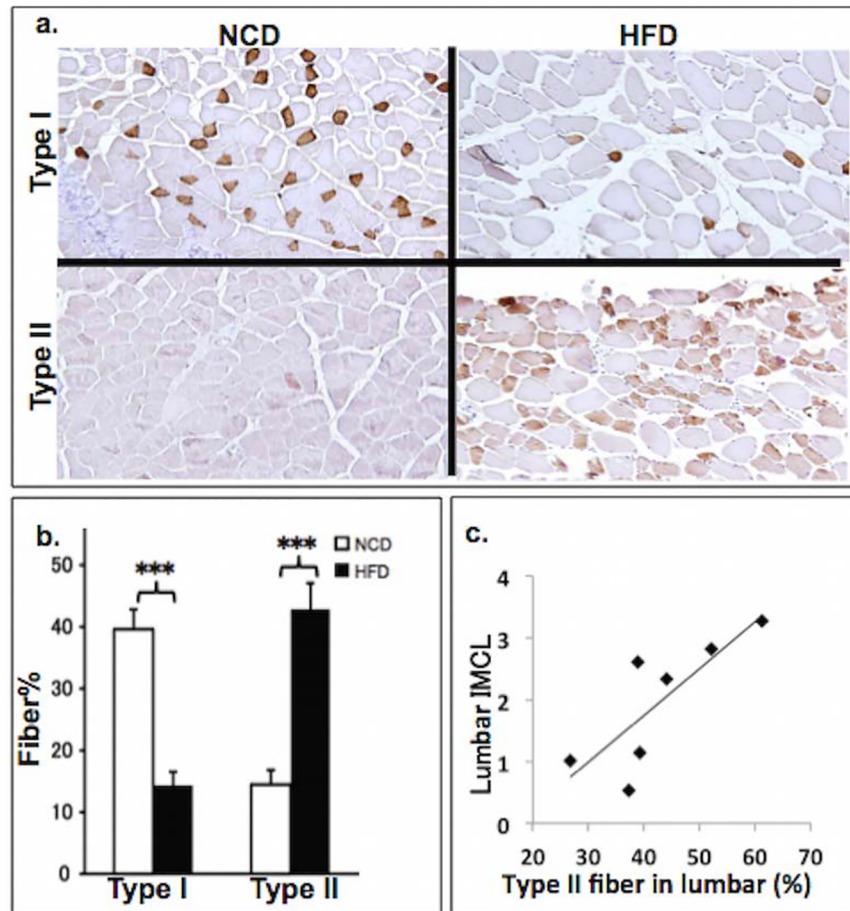 a.
NCD HFD
Type I
Type II
b.
*** ***
NCD
HFD
Fiber%
50
40
30
20
10
0
Type I Type II
c.
Lumbar IMCL
4
3
2
1
0
20 30 40 50 60 70
Type II fiber in lumbar (%)